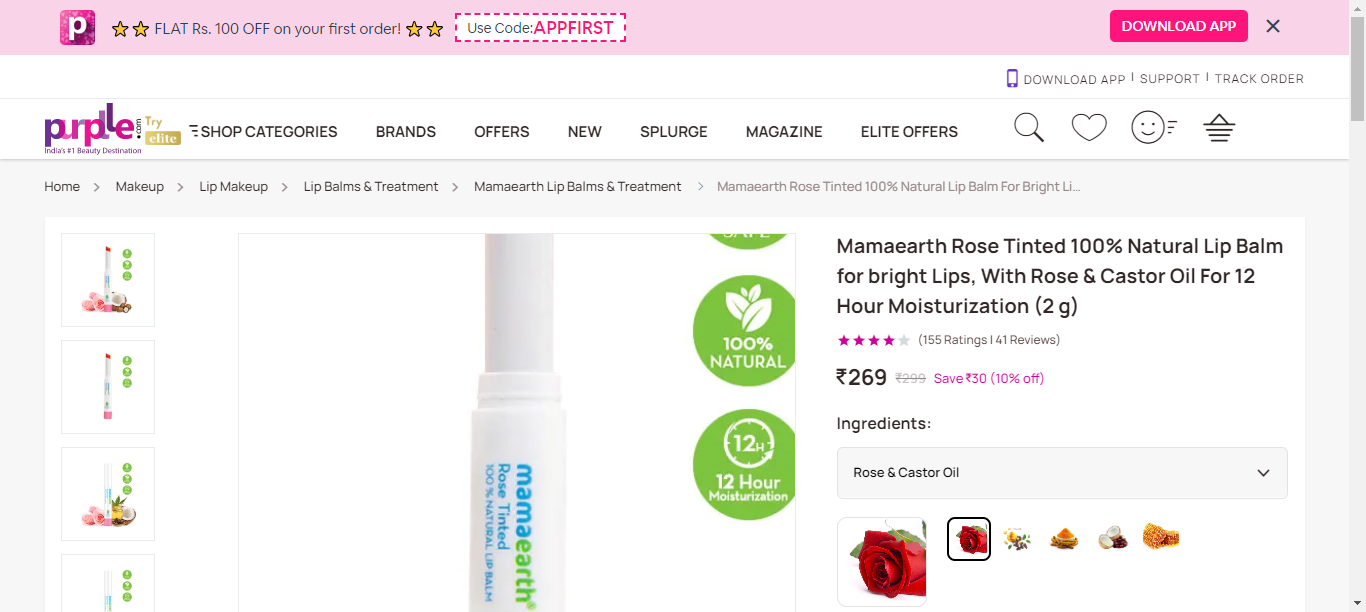 FLAT Rs. 100 OFF on your first order!
Use Code:APPFIRST
DOWNLOAD APP
DOWNLOAD APP | SUPPORT | TRACK ORDER
purplle.com
India's #1 Beauty Destination
Try
elite
SHOP CATEGORIES BRANDS OFFERS NEW SPLURGE MAGAZINE ELITE OFFERS
Home > Makeup > Lip Makeup > Lip Balms & Treatment > Mamaearth Lip Balms & Treatment > Mamaearth Rose Tinted 100% Natural Lip Balm For Bright Li...
SAFE
100%
NATURAL
12H
12 Hour
Moisturization
mamaearth
Rose Tinted
100% NATURAL LIP BALM
Mamaearth Rose Tinted 100% Natural Lip Balm
for bright Lips, With Rose & Castor Oil For 12
Hour Moisturization (2 g)
(155 Ratings | 41 Reviews)
₹269 ₹299 Save ₹30 (10% off)
Ingredients:
Rose & Castor Oil